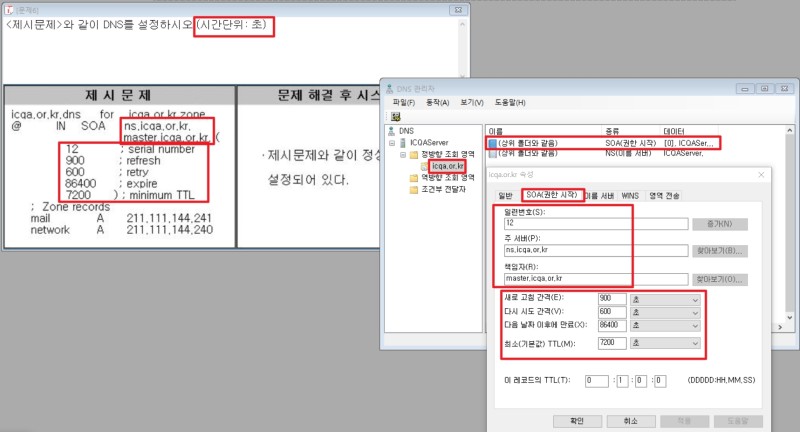 [문제6]
<제시문제>와 같이 DNS를 설정하시오.(시간단위: 초)
제 시 문 제
icqa.or.kr.dns for icqa.or.kr zone
@ IN SOA ns.icqa.or.kr.
master.icqa.or.kr. (
12 ; serial number
900 ; refresh
600 ; retry
86400 ; expire
7200 ) ; minimum TTL
; Zone records
mail A 211.111.144.241
network A 211.111.144.240
문제 해결 후 시스
·제시문제와 같이 정상
설정되어 있다.
DNS 관리자
파일(F) 동작(A) 보기(V) 도움말(H)
DNS
ICQAServer
정방향 조회 영역
icqa.or.kr
역방향 조회 영역
조건부 전달자
이름 종류 데이터
(상위 폴더와 같음) SOA(권한 시작) [0], ICQASer...
(상위 폴더와 같음) NS(이름 서버) ICQAServer.
icqa.or.kr 속성
일반 SOA(권한 시작) 이름 서버 WINS 영역 전송
일련번호(S):
12 증가(N)
주 서버(P):
ns.icqa.or.kr 찾아보기(B)...
책임자(R):
master.icqa.or.kr 찾아보기(O)...
새로 고침 간격(E): 900 초
다시 시도 간격(V): 600 초
다음 날짜 이후에 만료(X): 86400 초
최소(기본값) TTL(M): 7200 초
이 레코드의 TTL(T): 0 : 1 : 0 : 0 (DDDDD:HH,MM,SS)
확인 취소 적용 도움말